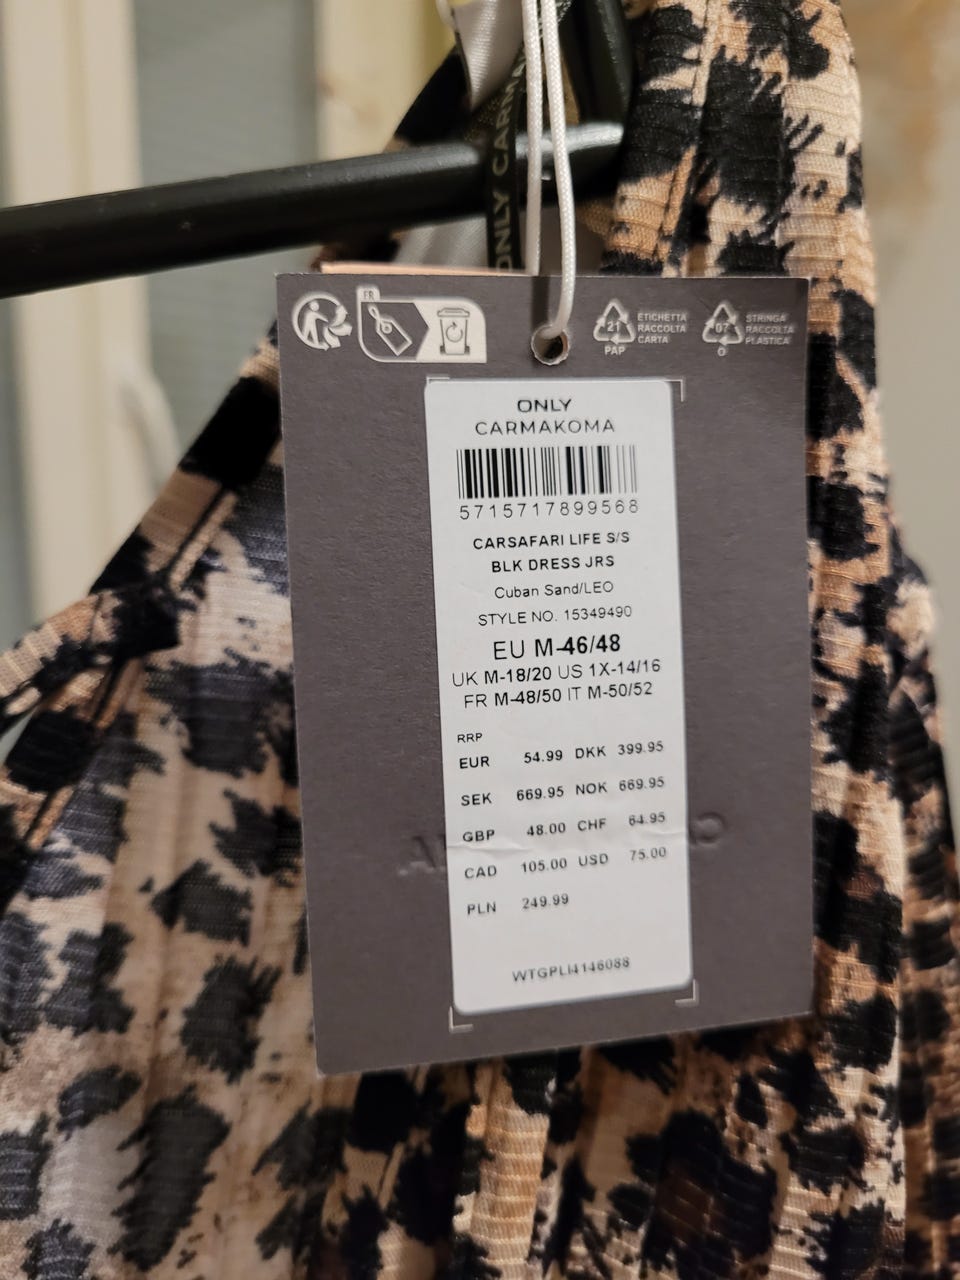 ONLY CARMA
FR
21
PAP
ETICHETTA
RACCOLTA
CARTA
07
O
STRINGA
RACCOLTA
PLASTICA
ONLY
CARMAKOMA
5715717899568
CARSAFARI LIFE S/S
BLK DRESS JRS
Cuban Sand/LEO
STYLE NO. 15349490
EU M-46/48
UK M-18/20 US 1X-14/16
FR M-48/50 IT M-50/52
RRP
EUR 54.99 DKK 399.95
SEK 669.95 NOK 669.95
GBP 48.00 CHF 64.95
CAD 105.00 USD 75.00
PLN 249.99
WTGPLI4146088